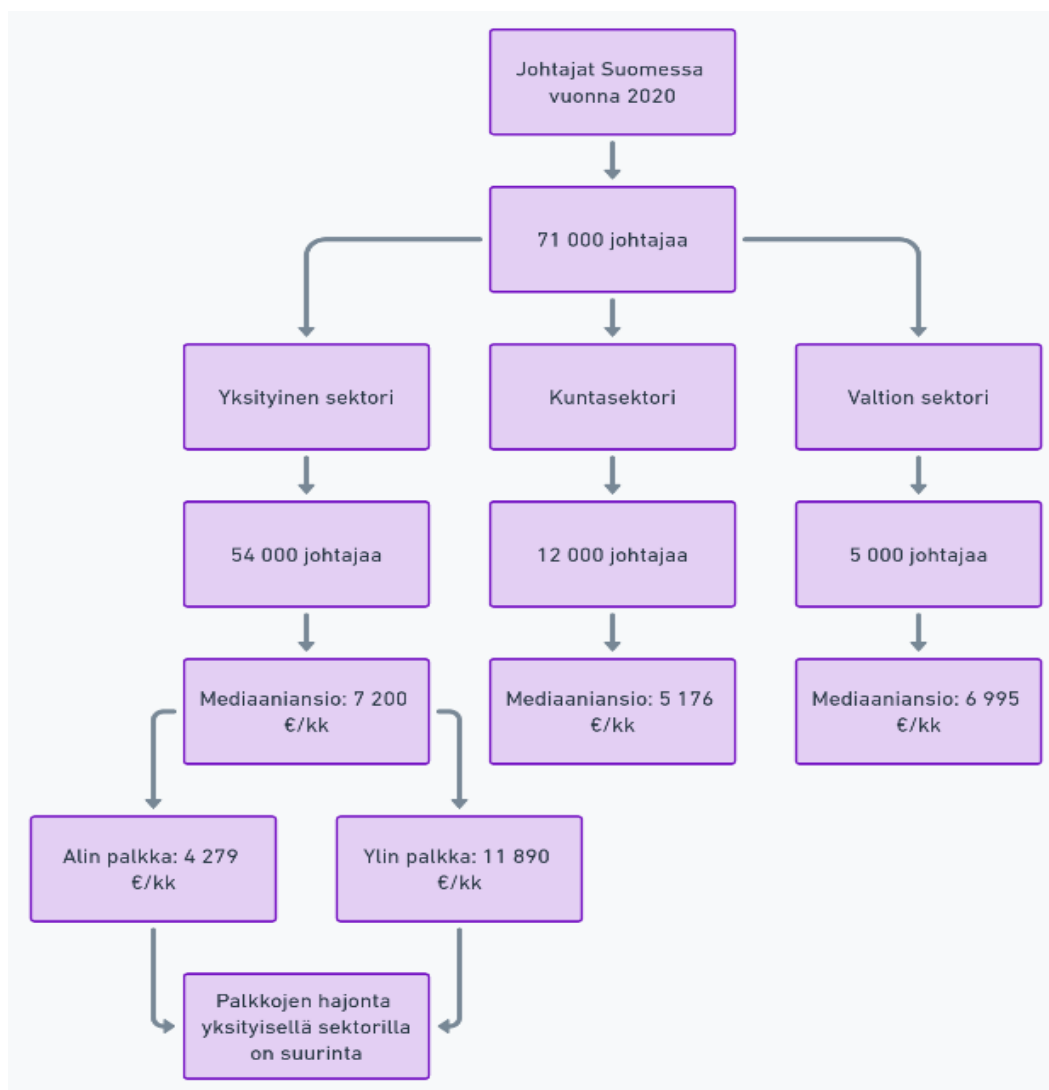 Johtajat Suomessa
vuonna 2020
71 000 johtajaa
Yksityinen sektori
Kuntasektori
Valtion sektori
54 000 johtajaa
12 000 johtajaa
5 000 johtajaa
Mediaaniansio: 7 200
€/kk
Mediaaniansio: 5 176
€/kk
Mediaaniansio: 6 995
€/kk
Alin palkka: 4 279
€/kk
Ylin palkka: 11 890
€/kk
Palkkojen hajonta
yksityisellä sektorilla
on suurinta